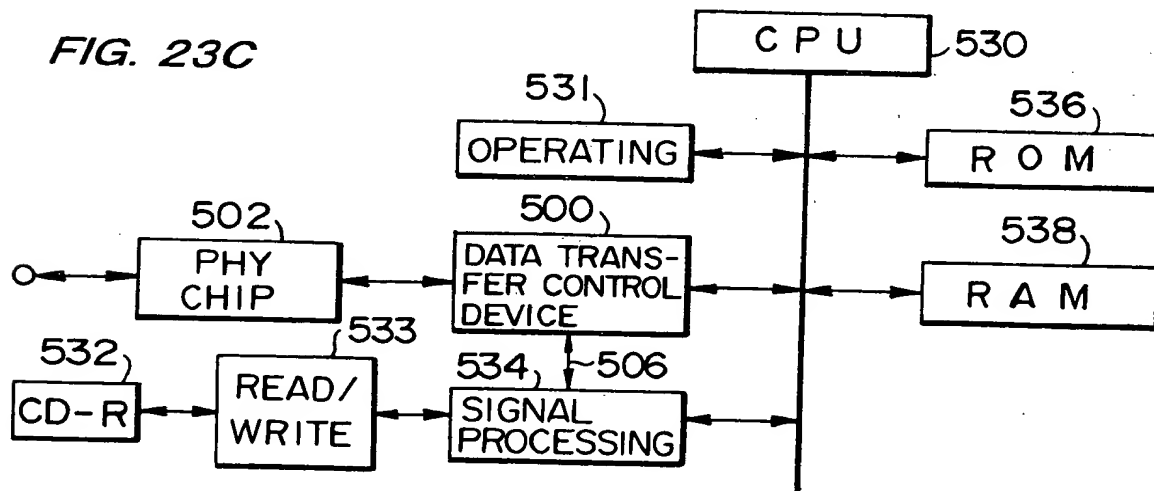 FIG. 23C
CPU
530
531
OPERATING
536
ROM
502
PHY
CHIP
500
DATA TRANS-
FER CONTROL
DEVICE
538
RAM
532
CD-R
533
READ/
WRITE
534
506
SIGNAL
PROCESSING